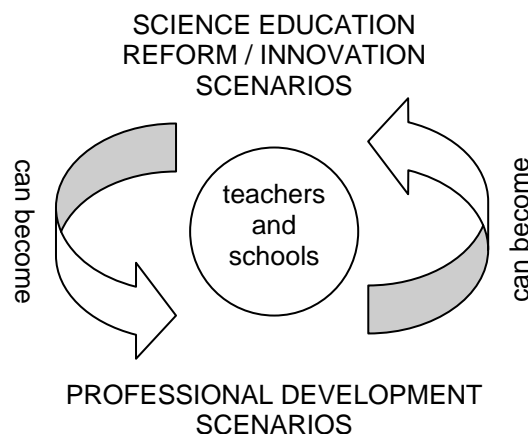 SCIENCE EDUCATION
REFORM / INNOVATION
SCENARIOS
can become
teachers
and
schools
can become
PROFESSIONAL DEVELOPMENT
SCENARIOS